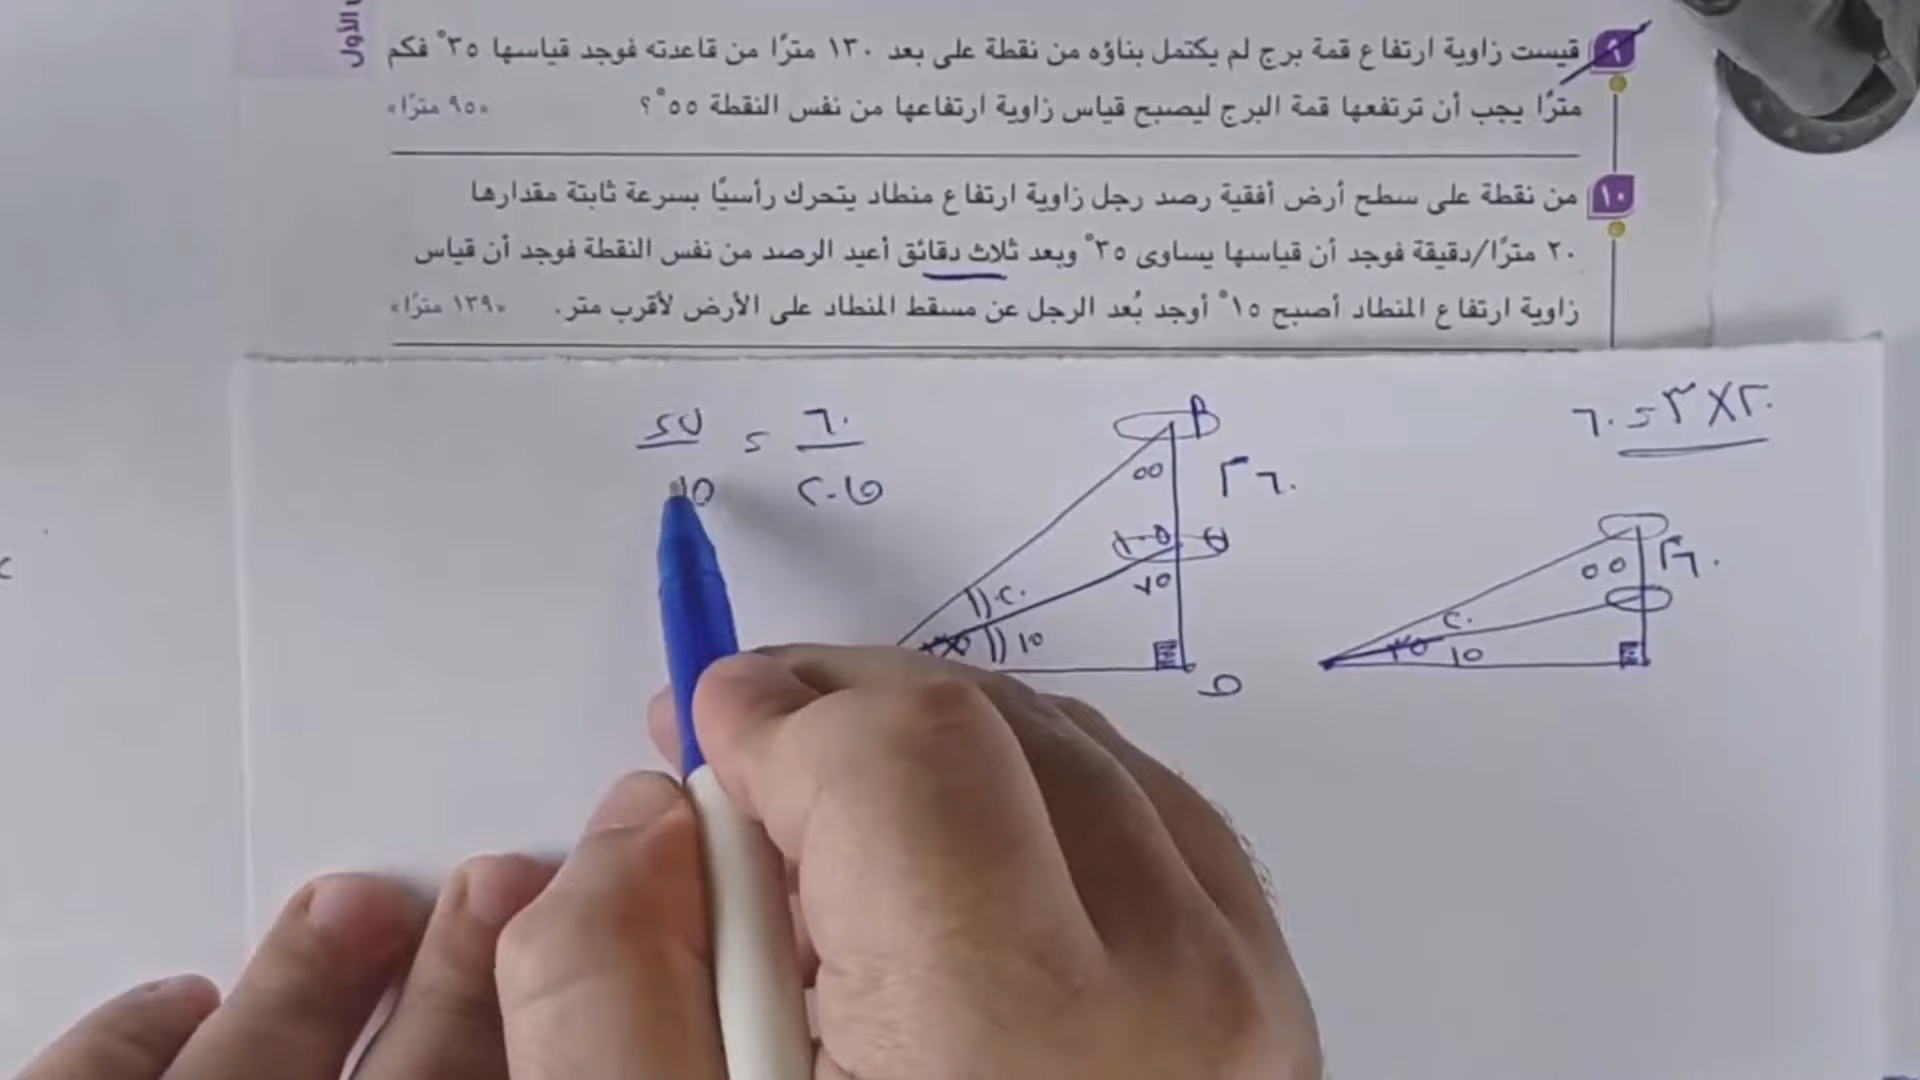 الأول
٩ قيست زاوية ارتفاع قمة برج لم يكتمل بناؤه من نقطة على بعد ١٣٠ مترًا من قاعدته فوجد قياسها ٣٥° فكم
مترًا يجب أن ترتفعها قمة البرج ليصبح قياس زاوية ارتفاعها من نفس النقطة ٥٥°؟ «٩٥ مترًا»
١٠ من نقطة على سطح أرض أفقية رصد رجل زاوية ارتفاع منطاد يتحرك رأسيًا بسرعة ثابتة مقدارها
٢٠ مترًا/دقيقة فوجد أن قياسها يساوى ٣٥° وبعد ثلاث دقائق أعيد الرصد من نفس النقطة فوجد أن قياس
زاوية ارتفاع المنطاد أصبح ١٥° أوجد بُعد الرجل عن مسقط المنطاد على الأرض لأقرب متر. «١٣٩ مترًا»
٢٠ × ٣ = ٦٠
٦٠
٥٥
٢٠
١٥
٦٠م
٥٥
١٠٥
٧٥
٢٠
١٥
٦٠
حا٢٠
=